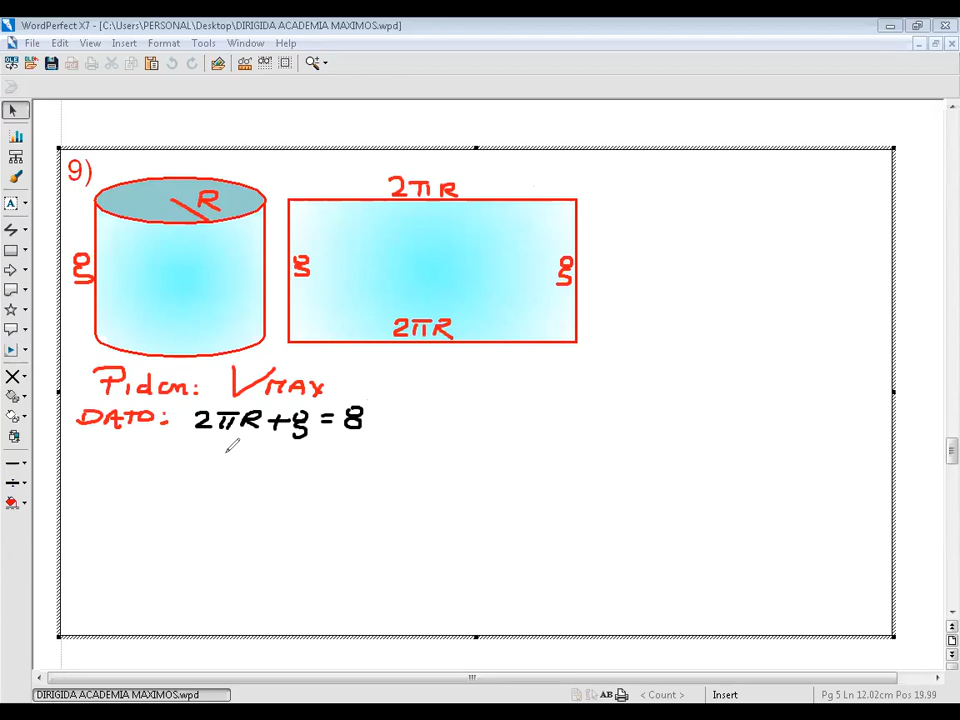 WordPerfect X7 - [C:\Users\PERSONAL\Desktop\DIRIGIDA ACADEMIA MAXIMOS.wpd]
File Edit View Insert Format Tools Window Help
9)
R
2πR
g
g
g
2πR
Piden: VMAX
DATO: 2πR+g = 8
DIRIGIDA ACADEMIA MAXIMOS.wpd
AB
< Count >
Insert
Pg 5 Ln 12.02cm Pos 19.99